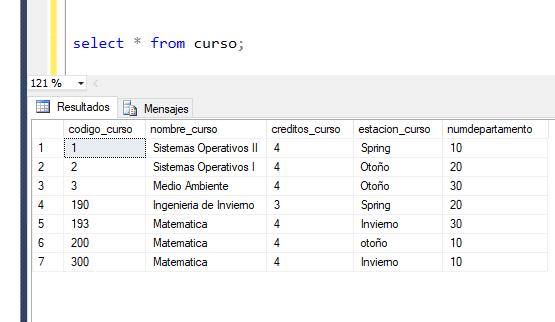 select * from curso;
121 %
Resultados Mensajes
codigo_curso nombre_curso creditos_curso estacion_curso numdepartamento
1 1 Sistemas Operativos II 4 Spring 10
2 2 Sistemas Operativos I 4 Otoño 20
3 3 Medio Ambiente 4 Otoño 30
4 190 Ingenieria de Invierno 3 Spring 20
5 193 Matematica 4 Invierno 30
6 200 Matematica 4 otoño 10
7 300 Matematica 4 Invierno 10